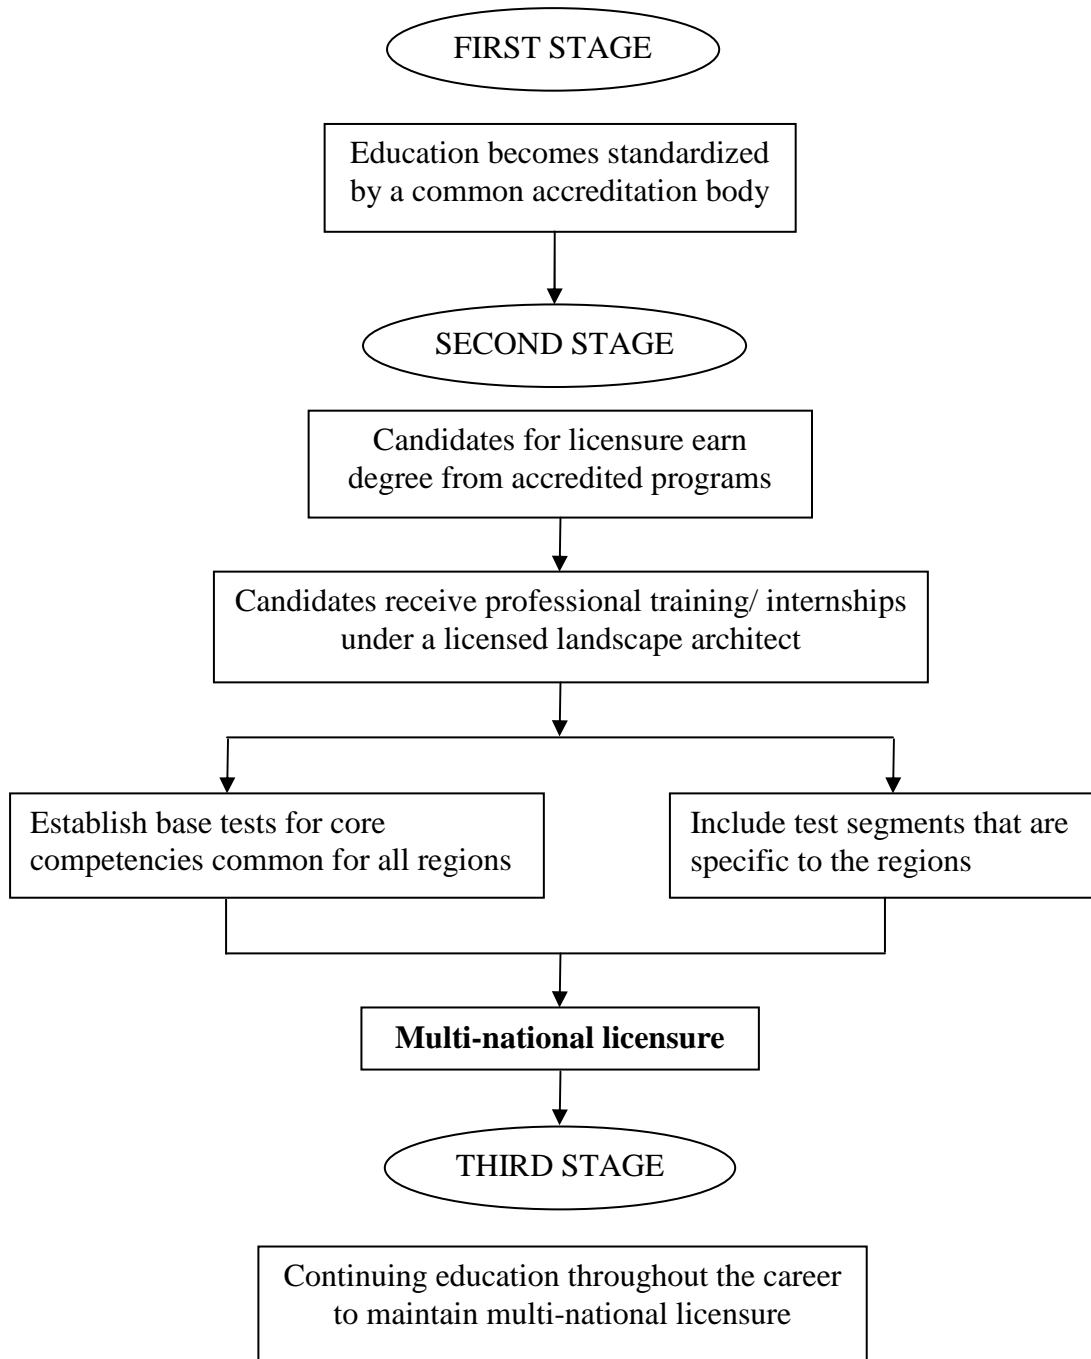 FIRST STAGE
Education becomes standardized
by a common accreditation body
SECOND STAGE
Candidates for licensure earn
degree from accredited programs
Candidates receive professional training/ internships
under a licensed landscape architect
Establish base tests for core
competencies common for all regions
Include test segments that are
specific to the regions
Multi-national licensure
THIRD STAGE
Continuing education throughout the career
to maintain multi-national licensure